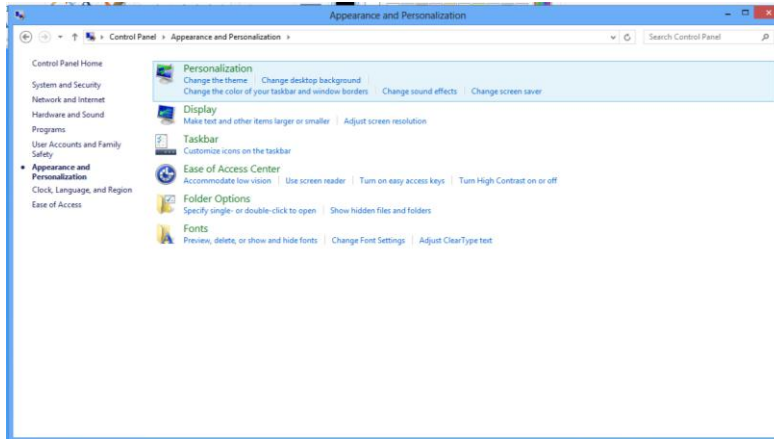 Appearance and Personalization
Control Panel Appearance and Personalization
Search Control Panel
Control Panel Home
System and Security
Network and Internet
Hardware and Sound
Programs
User Accounts and Family
Safety
Appearance and
Personalization
Clock, Language, and Region
Ease of Access
Personalization
Change the theme Change desktop background
Change the color of your taskbar and window borders Change sound effects Change screen saver
Display
Make text and other items larger or smaller Adjust screen resolution
Taskbar
Customize icons on the taskbar
Ease of Access Center
Accommodate low vision Use screen reader Turn on easy access keys Turn High Contrast on or off
Folder Options
Specify single- or double-click to open Show hidden files and folders
Fonts
Preview, delete, or show and hide fonts Change Font Settings Adjust ClearType text